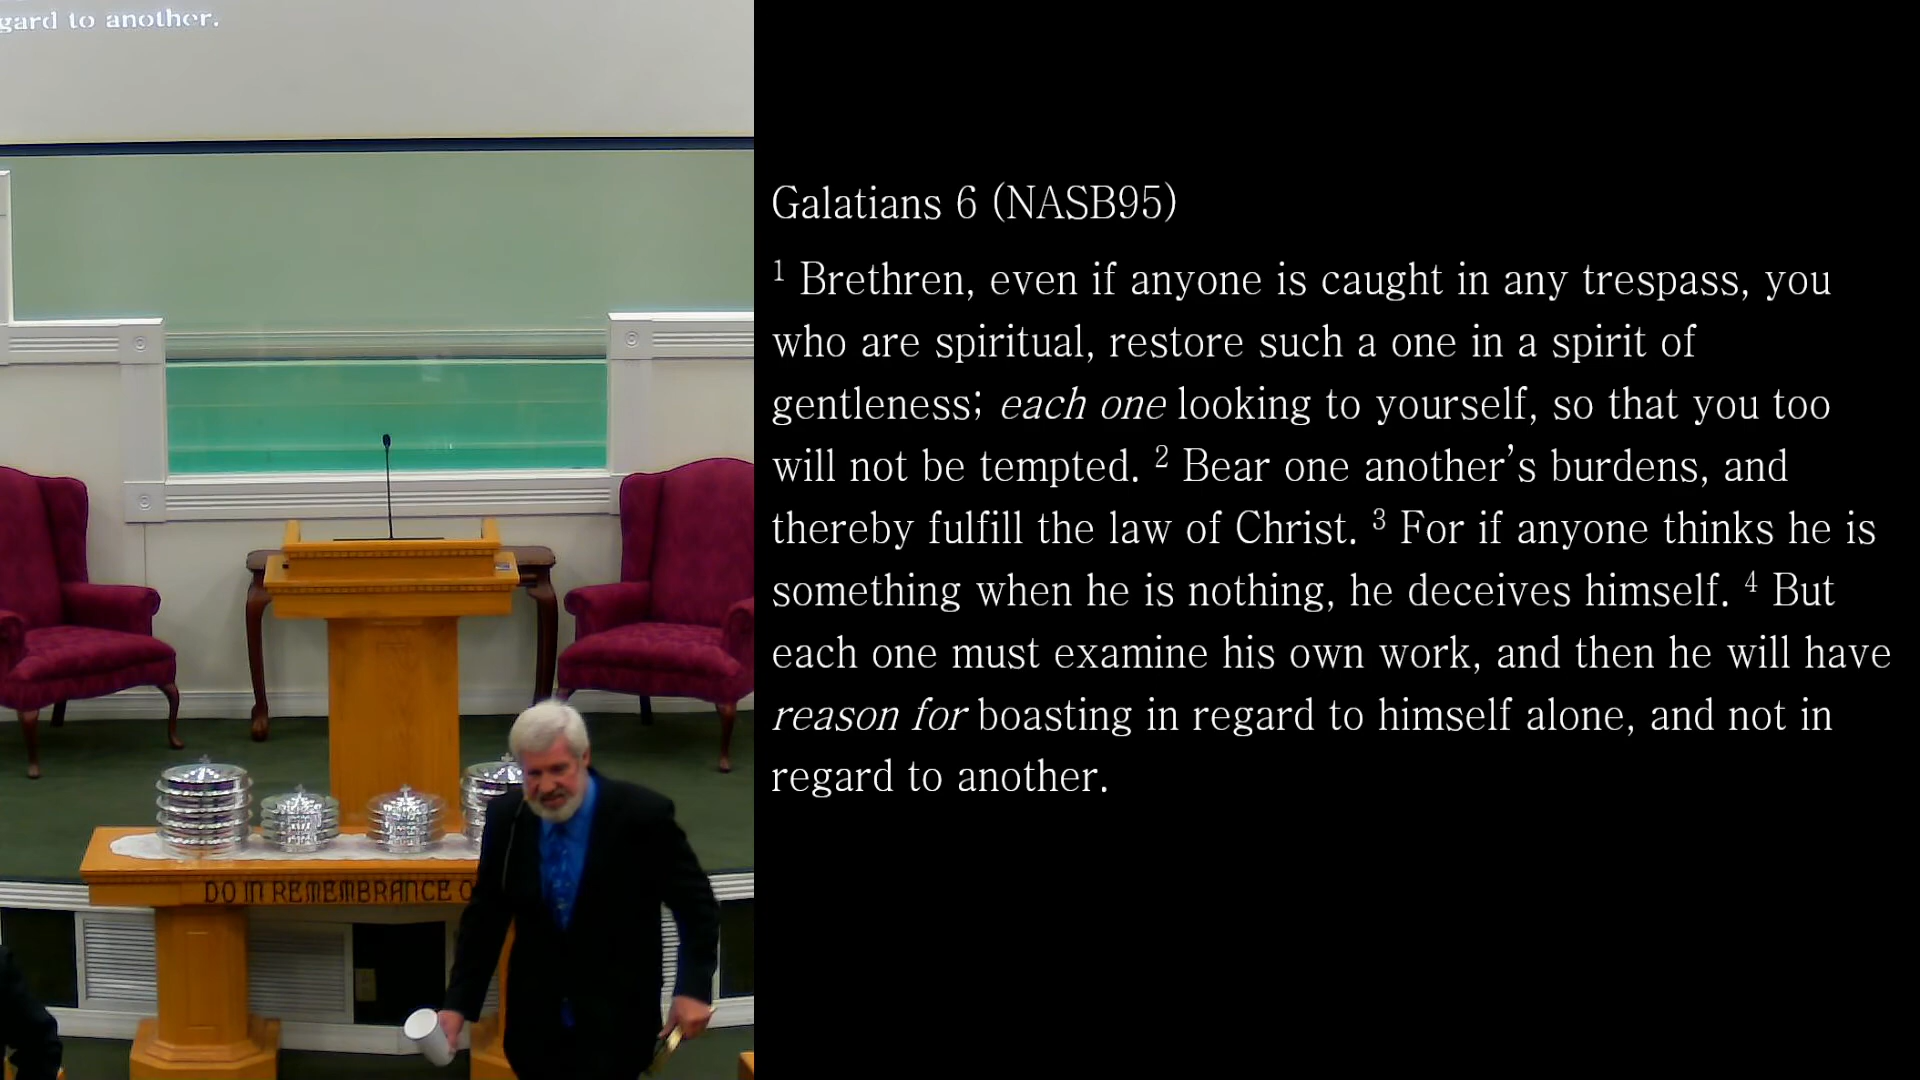 gard to another.
DO IN REMEMBRANCE O
Galatians 6 (NASB95)
1 Brethren, even if anyone is caught in any trespass, you
who are spiritual, restore such a one in a spirit of
gentleness; each one looking to yourself, so that you too
will not be tempted. 2 Bear one another’s burdens, and
thereby fulfill the law of Christ. 3 For if anyone thinks he is
something when he is nothing, he deceives himself. 4 But
each one must examine his own work, and then he will have
reason for boasting in regard to himself alone, and not in
regard to another.